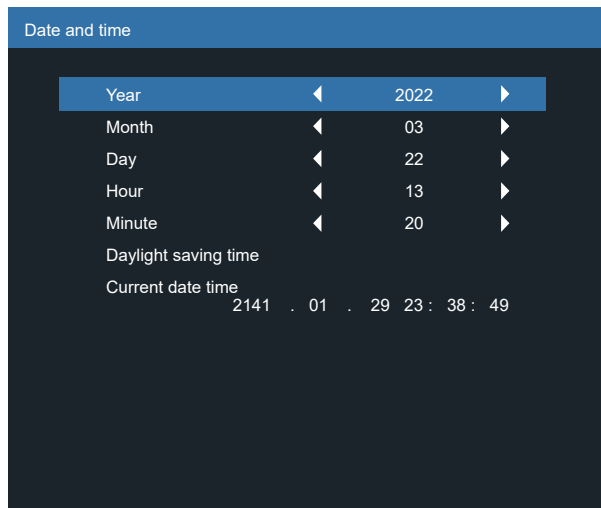 Date and time
Year 2022
Month 03
Day 22
Hour 13
Minute 20
Daylight saving time
Current date time
2141 . 01 . 29 23 : 38 : 49